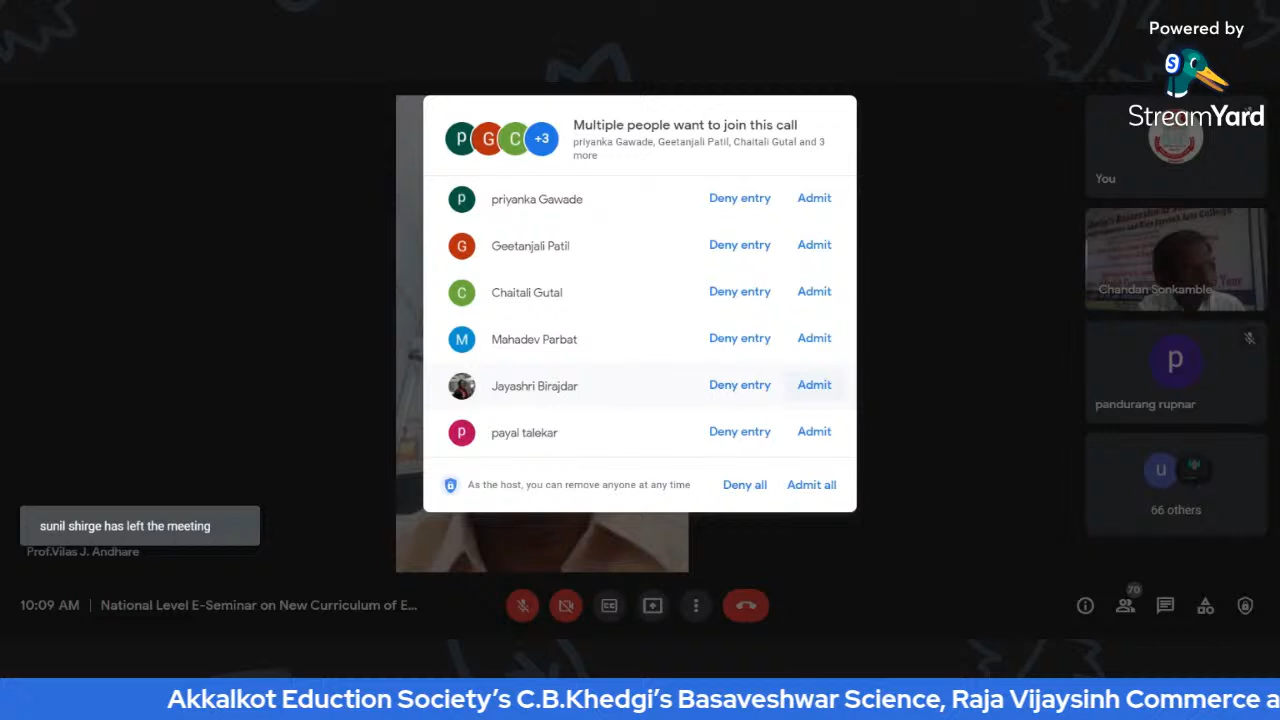 Powered by
StreamYard
P G C +3
Multiple people want to join this call
priyanka Gawade, Geetanjali Patil, Chaitali Gutal and 3
more
P priyanka Gawade Deny entry Admit
G Geetanjali Patil Deny entry Admit
C Chaitali Gutal Deny entry Admit
M Mahadev Parbat Deny entry Admit
Jayashri Birajdar Deny entry Admit
P payal talekar Deny entry Admit
As the host, you can remove anyone at any time Deny all Admit all
You
Chandan Sonkamble
p
pandurang rupnar
u
66 others
sunil shirge has left the meeting
Prof.Vilas J. Andhare
10:09 AM | National Level E-Seminar on New Curriculum of E...
70
Akkalkot Eduction Society's C.B.Khedgi's Basaveshwar Science, Raja Vijaysinh Commerce a